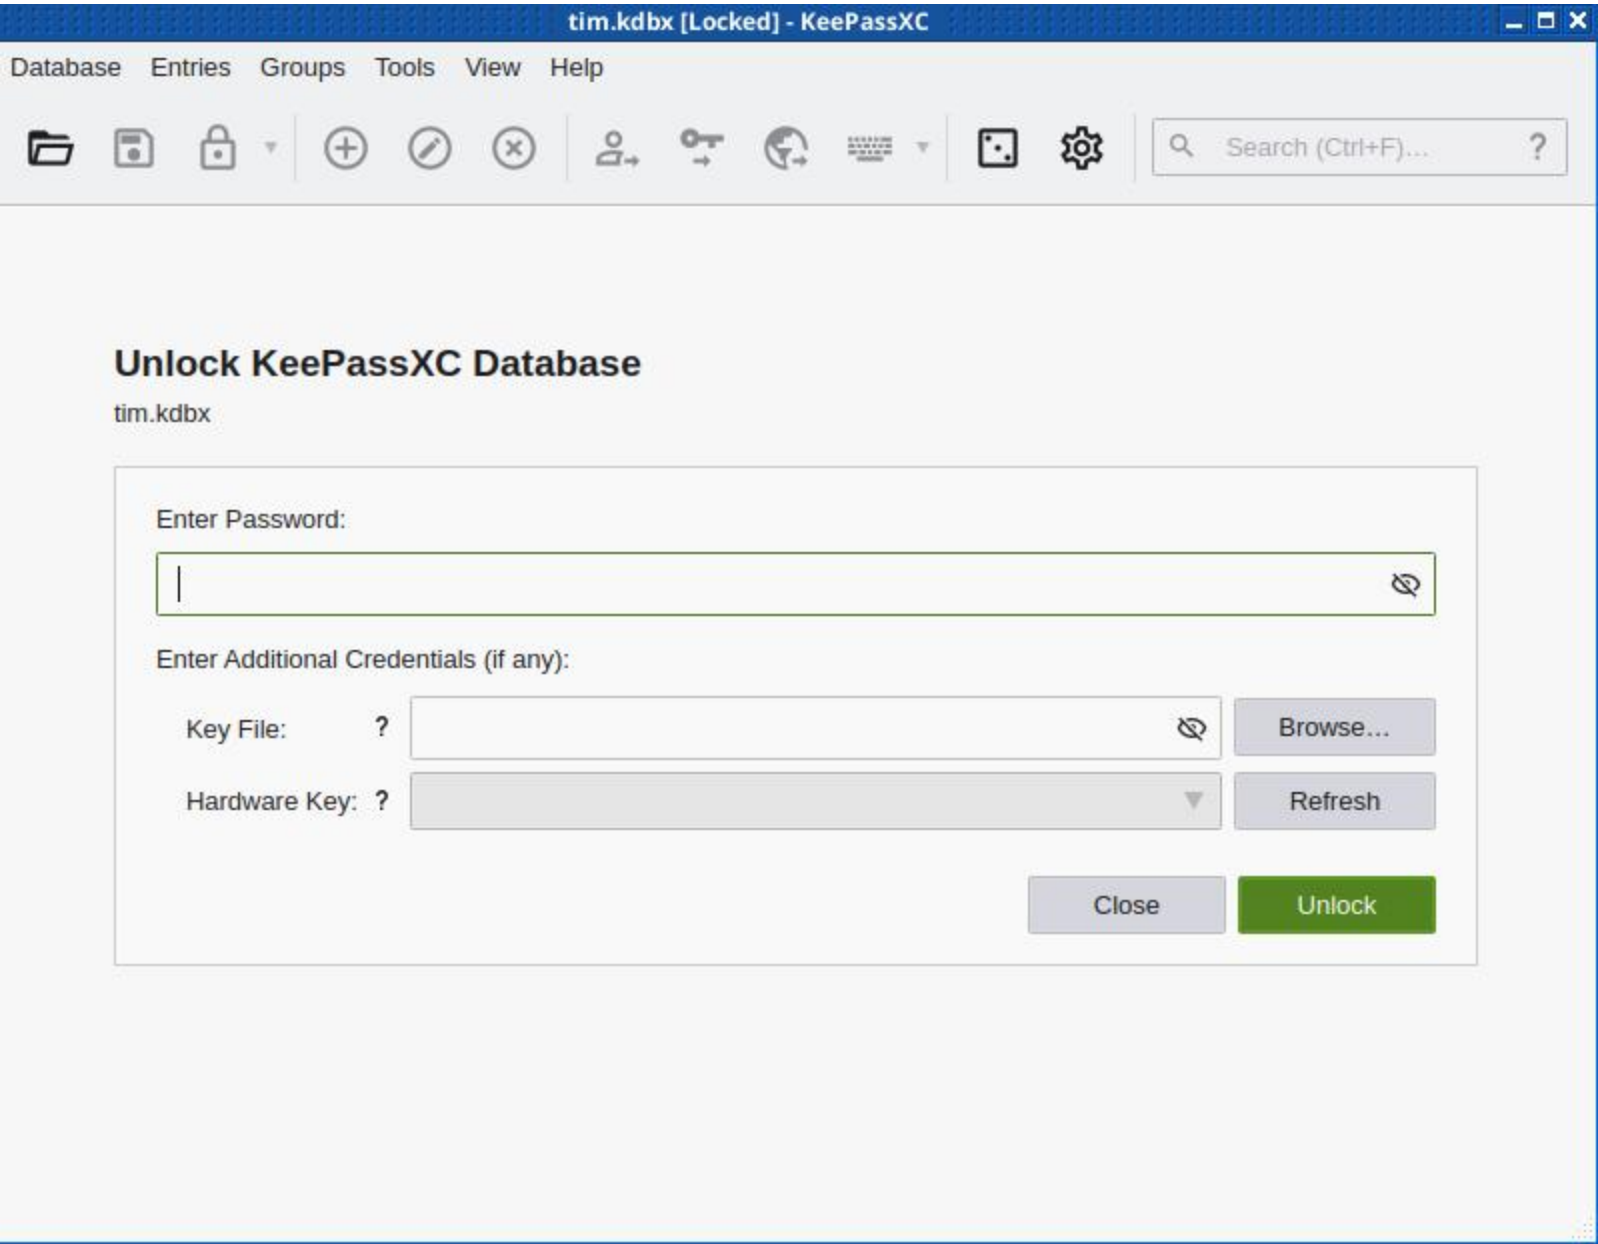 tim.kdbx [Locked] - KeePassXC
Database Entries Groups Tools View Help
Search (Ctrl+F)... ?
Unlock KeePassXC Database
tim.kdbx
Enter Password:
Enter Additional Credentials (if any):
Key File: ? Browse...
Hardware Key: ? Refresh
Close Unlock